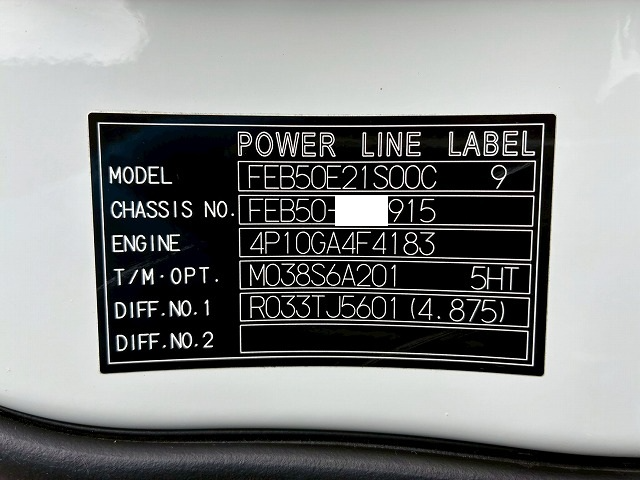 POWER LINE LABEL
MODEL FEB50E21S00C 9
CHASSIS NO. FEB50- 915
ENGINE 4P10GA4F4183
T/M·OPT. M038S6A201 5HT
DIFF.NO.1 R033TJ5601(4.875)
DIFF.NO.2